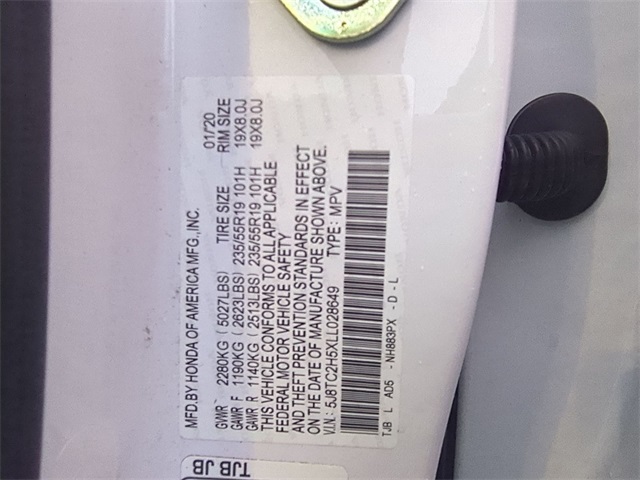 MFD.BY HONDA OF AMERICA MFG.,INC. 01/20
GVWR 2280KG (5027LBS) TIRE SIZE RIM SIZE
GAWR F 1190KG (2623LBS) 235/55R19 101H 19X8.0J
GAWR R 1140KG (2513LBS) 235/55R19 101H 19X8.0J
THIS VEHICLE CONFORMS TO ALL APPLICABLE
FEDERAL MOTOR VEHICLE SAFETY
AND THEFT PREVENTION STANDARDS IN EFFECT
ON THE DATE OF MANUFACTURE SHOWN ABOVE.
V.I.N.: 5J8TC2H5XLL028649 TYPE: MPV
TJB L AD5 - NH883PX - D - L
TJB JB